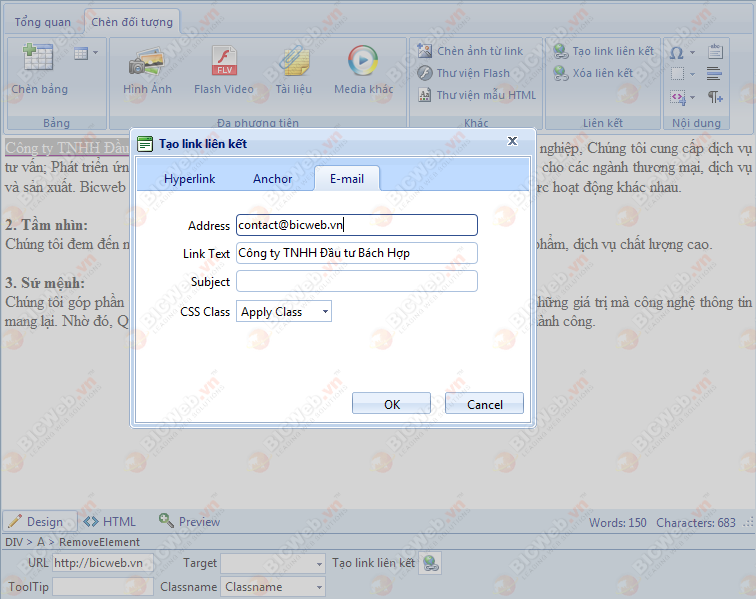 Tổng quan Chèn đối tượng
Chèn bảng Hình Ảnh Flash Video Tài liệu Media khác
FLV
Chèn ảnh từ link
Thư viện Flash
Thư viện mẫu HTML
Tạo link liên kết
Xóa liên kết
Bảng Đa phương tiện Khác Liên kết Nội dung
Công ty TNHH Đầu nghiệp, Chúng tôi cung cấp dịch vụ
tư vấn; Phát triển ứn cho các ngành thương mại, dịch vụ
và sản xuất. Bicweb ực hoạt động khác nhau.
2. Tầm nhìn:
Chúng tôi đem đến n phẩm, dịch vụ chất lượng cao.
3. Sứ mệnh:
Chúng tôi góp phần những giá trị mà công nghệ thông tin
mang lại. Nhờ đó, Q hành công.
Tạo link liên kết X
Hyperlink Anchor E-mail
Address contact@bicweb.vn
Link Text Công ty TNHH Đầu tư Bách Hợp
Subject
CSS Class Apply Class
OK Cancel
Design HTML Preview Words: 150 Characters: 683
DIV > A > RemoveElement
URL http://bicweb.vn Target Tạo link liên kết
ToolTip Classname Classname
BICWeb.vn
LEADING WEB SOLUTIONS